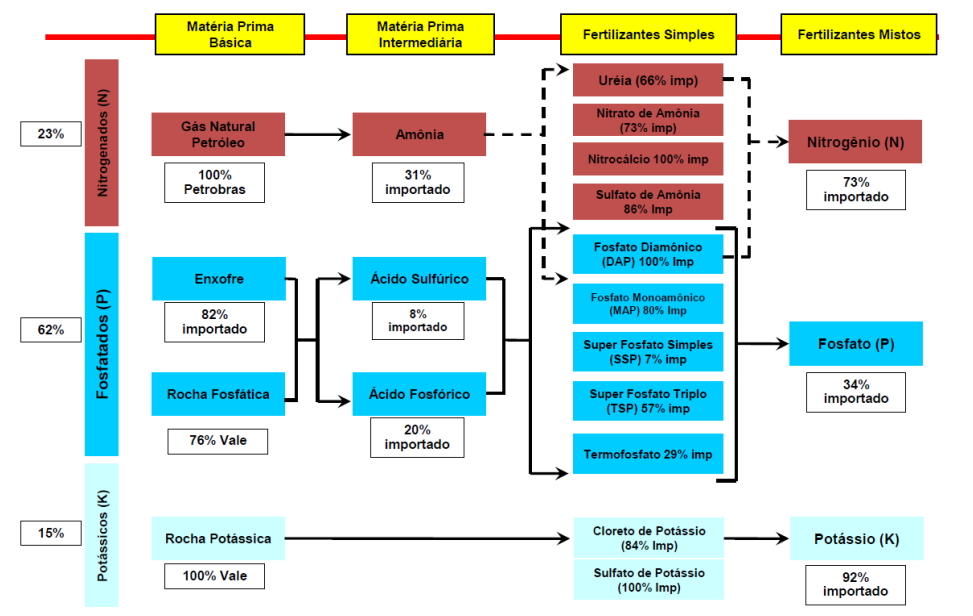 Matéria Prima
Básica
Matéria Prima
Intermediária
Fertilizantes Simples
Fertilizantes Mistos
Nitrogenados (N)
23%
Gás Natural
Petróleo
100%
Petrobras
Amônia
31%
importado
Uréia (66% imp)
Nitrato de Amônia
(73% imp)
Nitrocálcio 100% imp
Sulfato de Amônia
86% Imp
Nitrogênio (N)
73%
importado
Fosfatados (P)
62%
Enxofre
82%
importado
Rocha Fosfática
76% Vale
Ácido Sulfúrico
8%
importado
Ácido Fosfórico
20%
importado
Fosfato Diamônico
(DAP) 100% Imp
Fosfato Monoamônico
(MAP) 80% Imp
Super Fosfato Simples
(SSP) 7% imp
Super Fosfato Triplo
(TSP) 57% imp
Termofosfato 29% imp
Fosfato (P)
34%
importado
Potássicos (K)
15%
Rocha Potássica
100% Vale
Cloreto de Potássio
(84% Imp)
Sulfato de Potássio
(100% Imp)
Potássio (K)
92%
importado